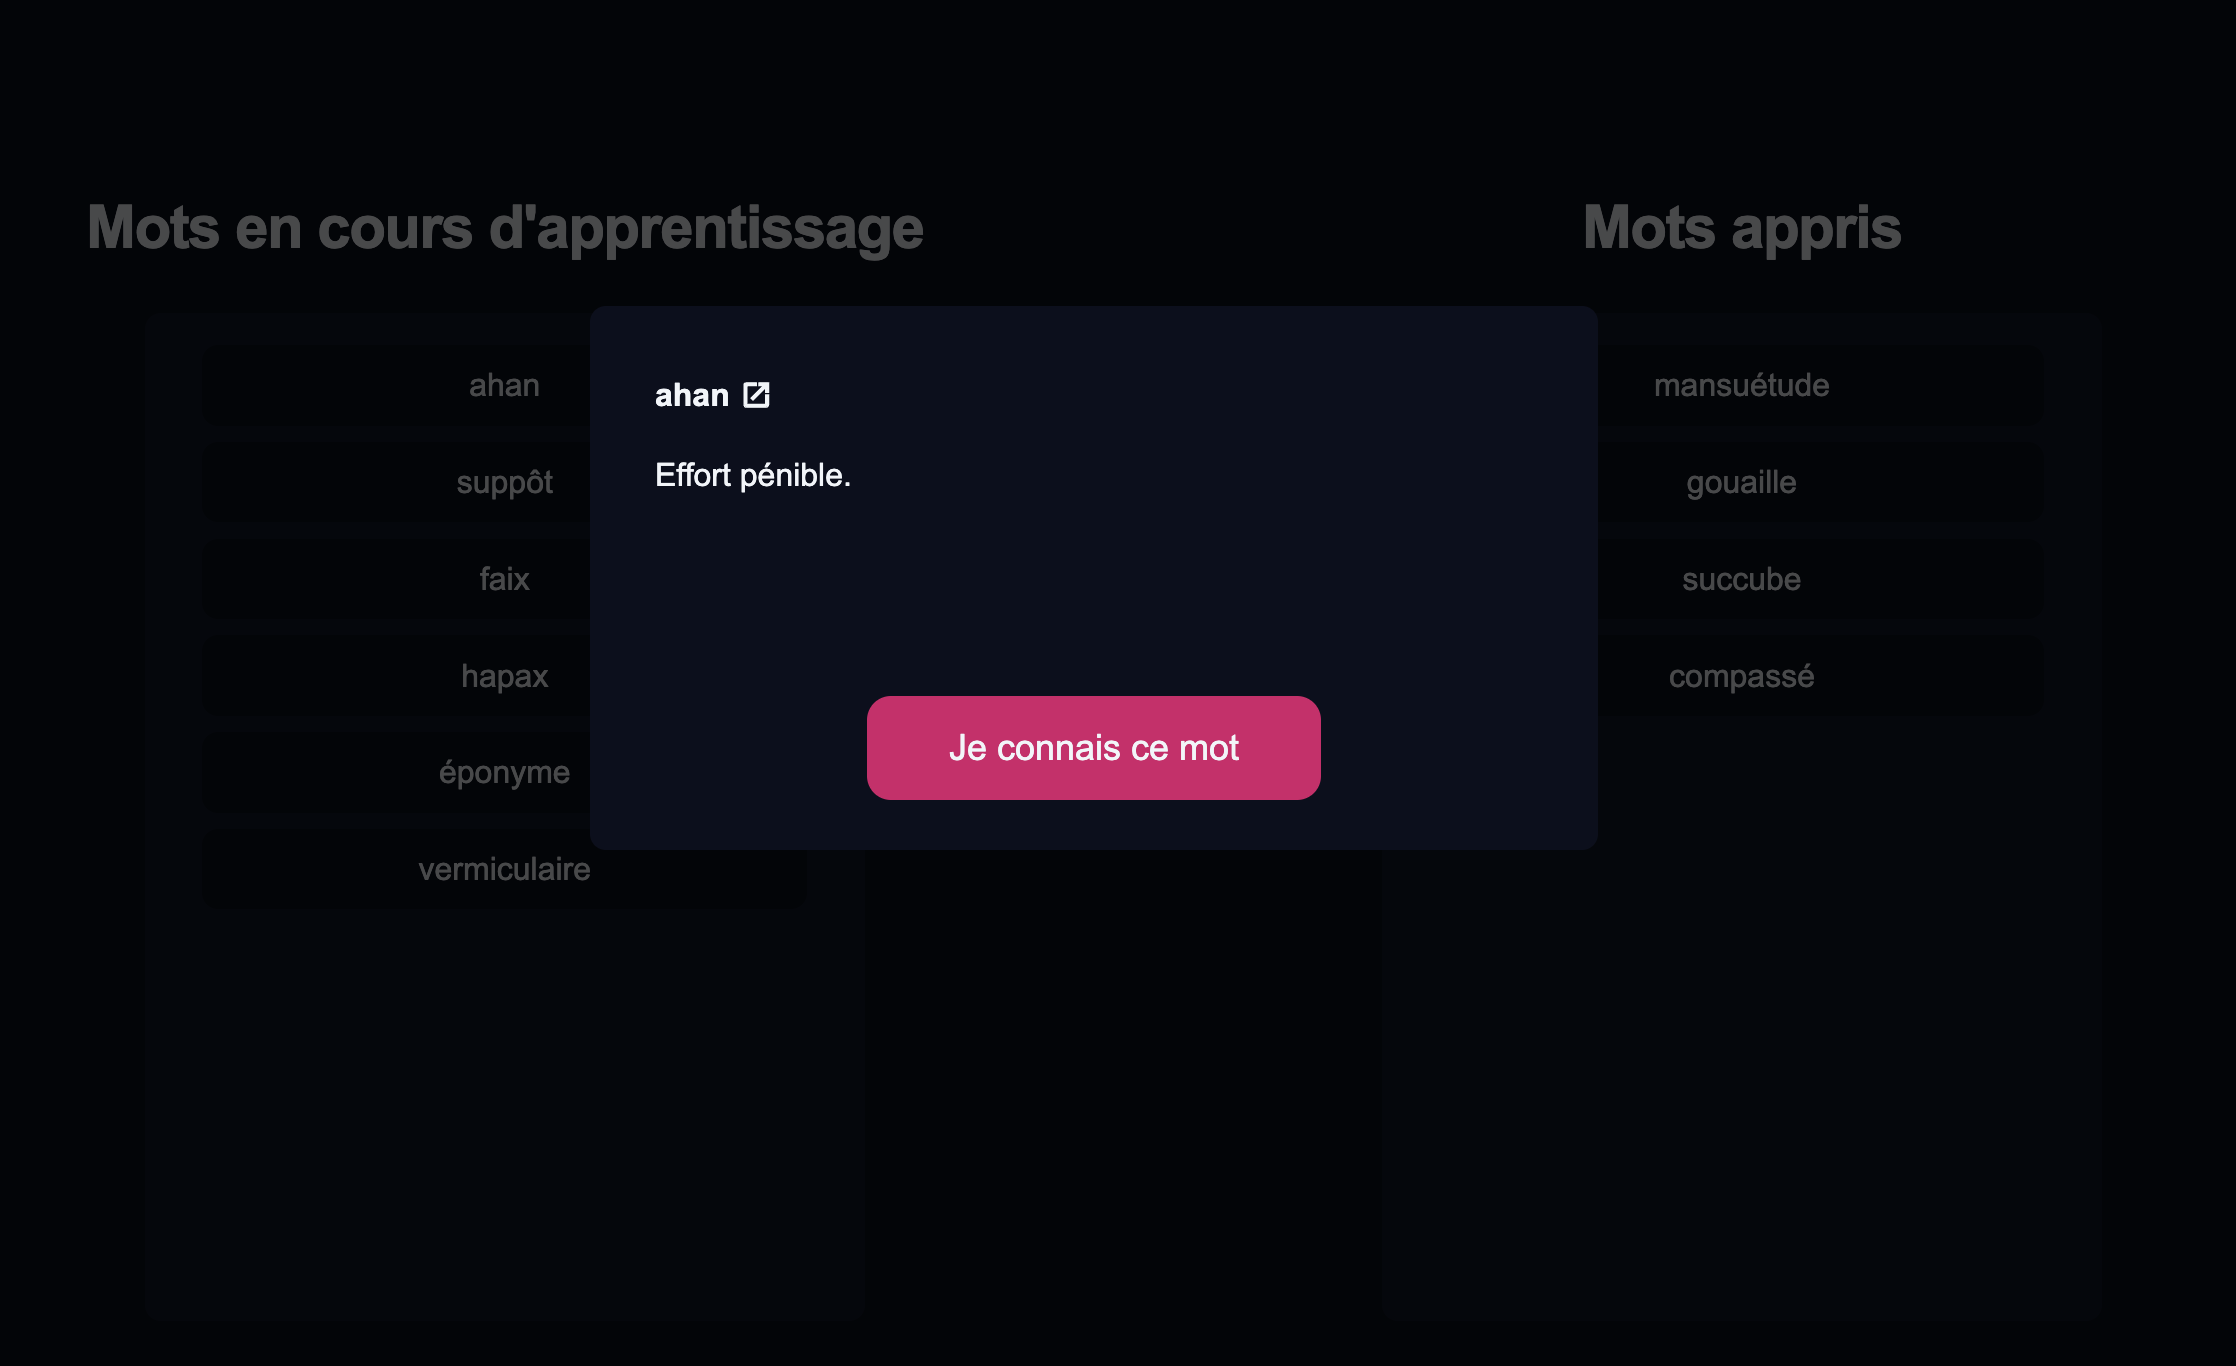 Mots en cours d'apprentissage
ahan
suppôt
faix
hapax
éponyme
vermiculaire
ahan
Effort pénible.
Je connais ce mot
Mots appris
mansuétude
gouaille
succube
compassé